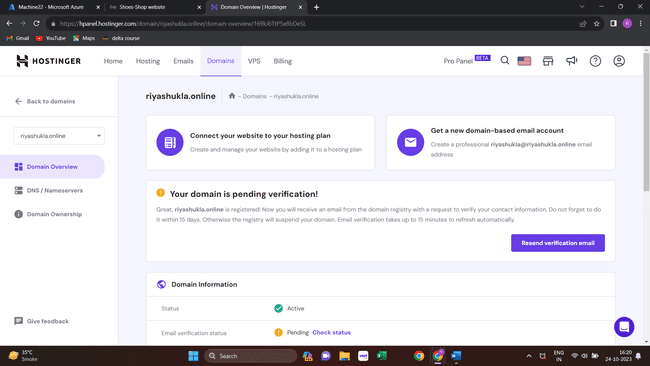 Machine22 - Microsoft Azure
Shoes-Shop website
Domain Overview | Hostinger
https://hpanel.hostinger.com/domain/riyashukla.online/domain-overview/
Gmail
YouTube
Maps
delta course
HOSTINGER
Home
Hosting
Emails
Domains
VPS
Billing
Pro Panel BETA
Back to domains
riyashukla.online
Domain Overview
DNS / Nameservers
Domain Ownership
Give feedback
riyashukla.online
- Domains - riyashukla.online
Connect your website to your hosting plan
Create and manage your website by adding it to a hosting plan
Get a new domain-based email account
Create a professional riyashukla@riyashukla.online email
address
Your domain is pending verification!
Great, riyashukla.online is registered! Now you will receive an email from the domain registry with a request to verify your contact information. Do not forget to do
it within 15 days. Otherwise the registry will suspend your domain. Email verification takes up to 15 minutes to refresh automatically.
Resend verification email
Domain Information
Status
Active
Email verification status
Pending Check status
35°C
Smoke
Search
ENG
IN
16:20
24-10-2023